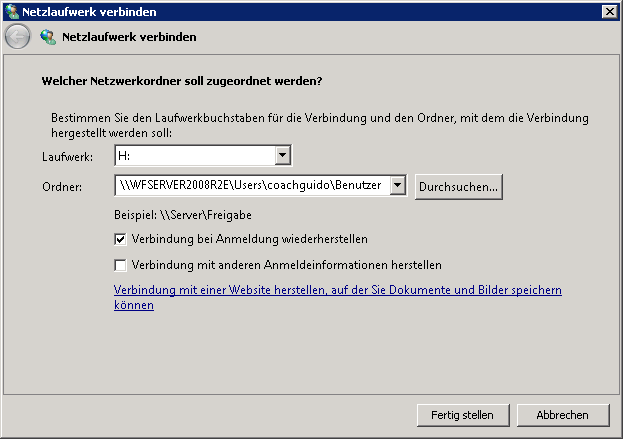 Netzlaufwerk verbinden
Netzlaufwerk verbinden
Welcher Netzwerkordner soll zugeordnet werden?
Bestimmen Sie den Laufwerkbuchstaben für die Verbindung und den Ordner, mit dem die Verbindung
hergestellt werden soll:
Laufwerk: H:
Ordner: \\WFSERVER2008R2E\Users\coachguido\Benutzer Durchsuchen...
Beispiel: \\Server\Freigabe
Verbindung bei Anmeldung wiederherstellen
Verbindung mit anderen Anmeldeinformationen herstellen
Verbindung mit einer Website herstellen, auf der Sie Dokumente und Bilder speichern
können
Fertig stellen Abbrechen